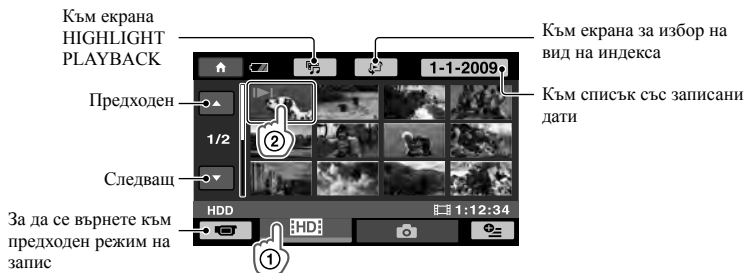 Към екрана
HIGHLIGHT
PLAYBACK
Към екрана за избор на
вид на индекса
1-1-2009
Към списък със записани
дати
Предходен
1/2
②
Следващ
HDD
1:12:34
За да се върнете към
предходен режим на
запис
HD
①